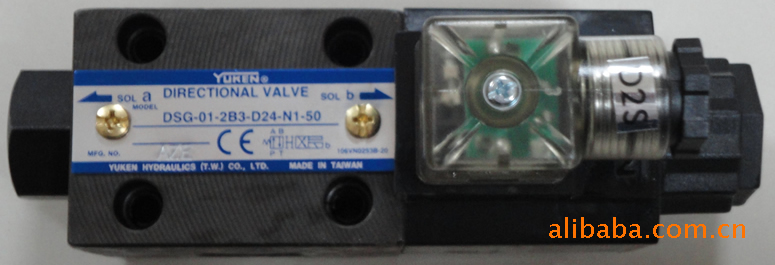 YUKEN®
SOL a DIRECTIONAL VALVE SOL b
MODEL
DSG-01-2B3-D24-N1-50
A B
P T
b
MFG. NO.
YUKEN HYDRAULICS (T.W.) CO., LTD. MADE IN TAIWAN
D2S
alibaba.com.cn